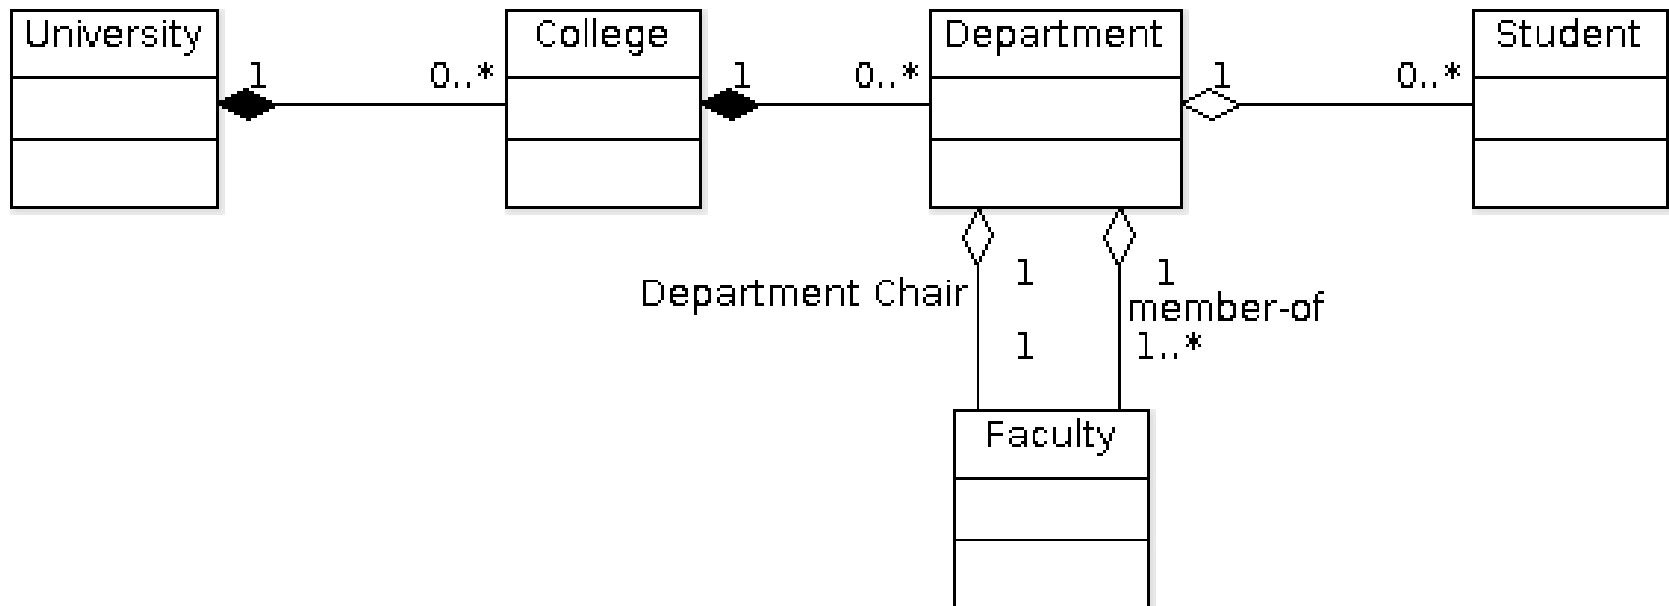 University
College
Department
Student
1
0..*
1
0..*
1
0..*
Department Chair
1
1
1
member-of
1..*
Faculty